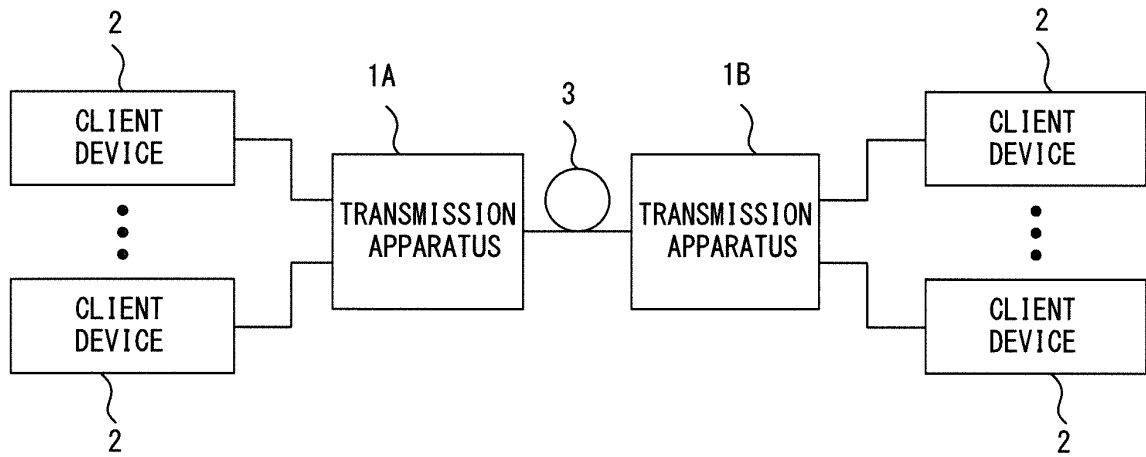 2
2
1A
3
1B
CLIENT
DEVICE
CLIENT
DEVICE
TRANSMISSION
APPARATUS
TRANSMISSION
APPARATUS
CLIENT
DEVICE
CLIENT
DEVICE
2
2